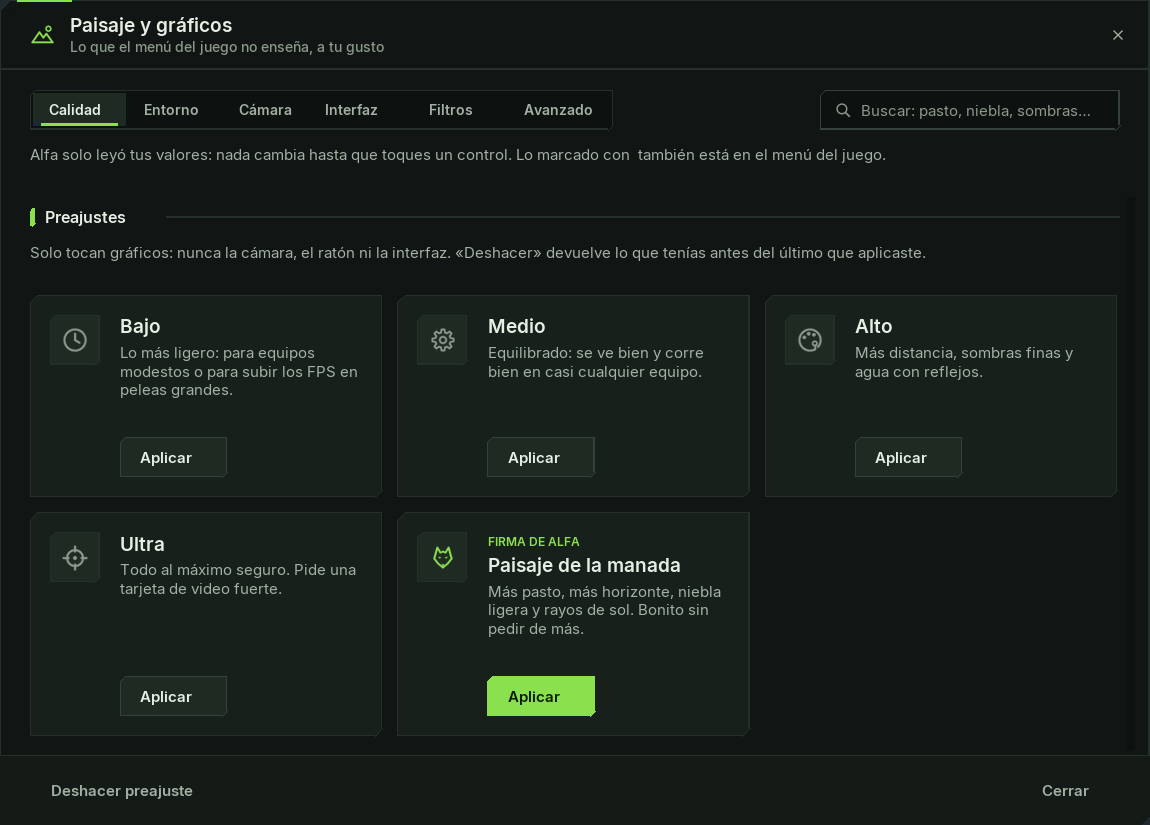 Paisaje y gráficos
Lo que el menú del juego no enseña, a tu gusto
Calidad
Entorno
Cámara
Interfaz
Filtros
Avanzado
Buscar: pasto, niebla, sombras...
Alfa solo leyó tus valores: nada cambia hasta que toques un control. Lo marcado con  también está en el menú del juego.
Preajustes
Solo tocan gráficos: nunca la cámara, el ratón ni la interfaz. «Deshacer» devuelve lo que tenías antes del último que aplicaste.
Bajo
Lo más ligero: para equipos
modestos o para subir los FPS en
peleas grandes.
Aplicar
Medio
Equilibrado: se ve bien y corre
bien en casi cualquier equipo.
Aplicar
Alto
Más distancia, sombras finas y
agua con reflejos.
Aplicar
Ultra
Todo al máximo seguro. Pide una
tarjeta de video fuerte.
Aplicar
FIRMA DE ALFA
Paisaje de la manada
Más pasto, más horizonte, niebla
ligera y rayos de sol. Bonito sin
pedir de más.
Aplicar
Deshacer preajuste
Cerrar